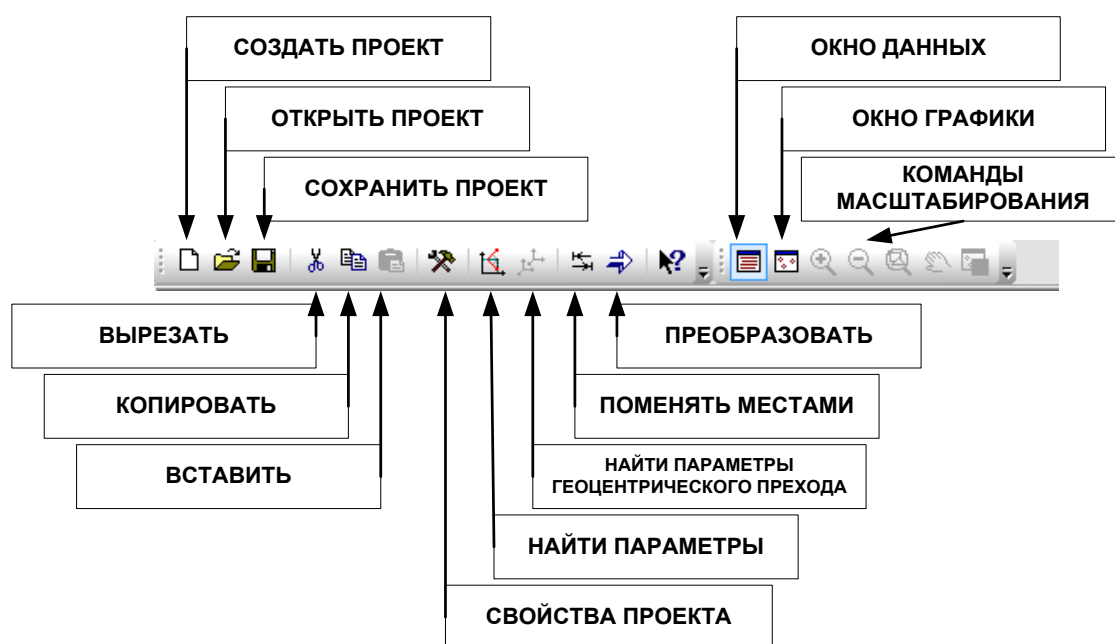 СОЗДАТЬ ПРОЕКТ
ОТКРЫТЬ ПРОЕКТ
СОХРАНИТЬ ПРОЕКТ
ОКНО ДАННЫХ
ОКНО ГРАФИКИ
КОМАНДЫ
МАСШТАБИРОВАНИЯ
ВЫРЕЗАТЬ
КОПИРОВАТЬ
ВСТАВИТЬ
ПРЕОБРАЗОВАТЬ
ПОМЕНЯТЬ МЕСТАМИ
НАЙТИ ПАРАМЕТРЫ
ГЕОЦЕНТРИЧЕСКОГО ПРЕХОДА
НАЙТИ ПАРАМЕТРЫ
СВОЙСТВА ПРОЕКТА